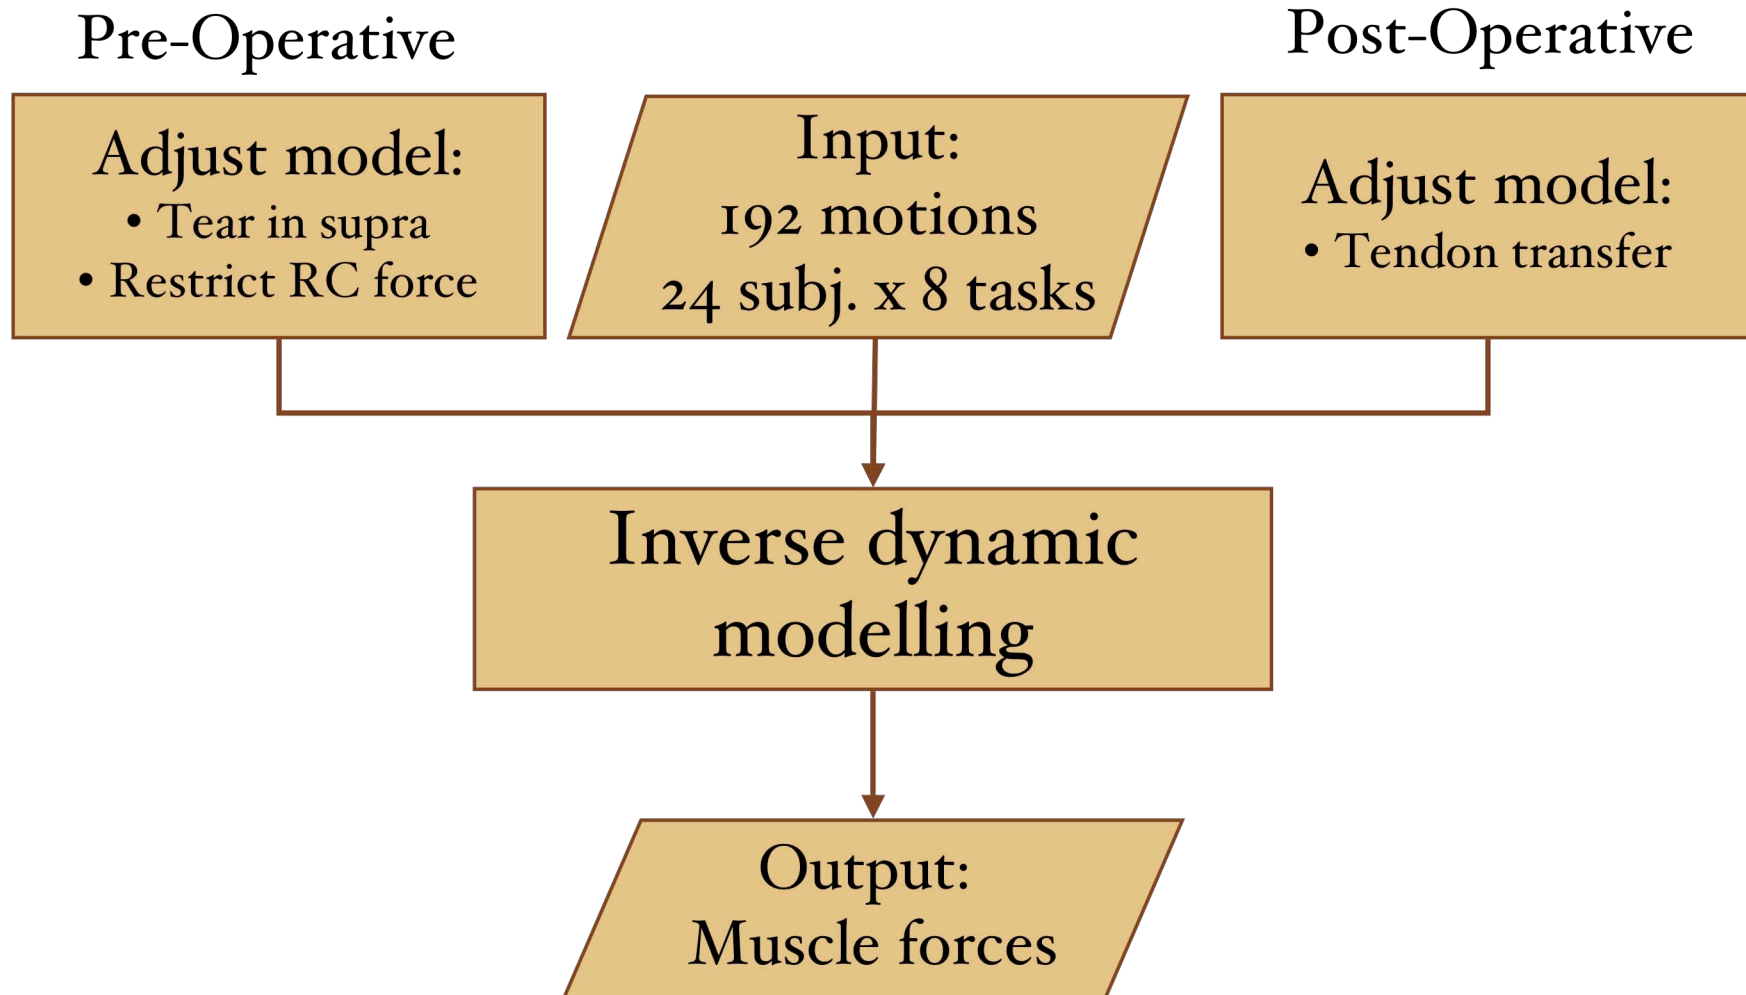 Pre-Operative
Adjust model:
• Tear in supra
• Restrict RC force
Input:
192 motions
24 subj. x 8 tasks
Post-Operative
Adjust model:
• Tendon transfer
Inverse dynamic
modelling
Output:
Muscle forces